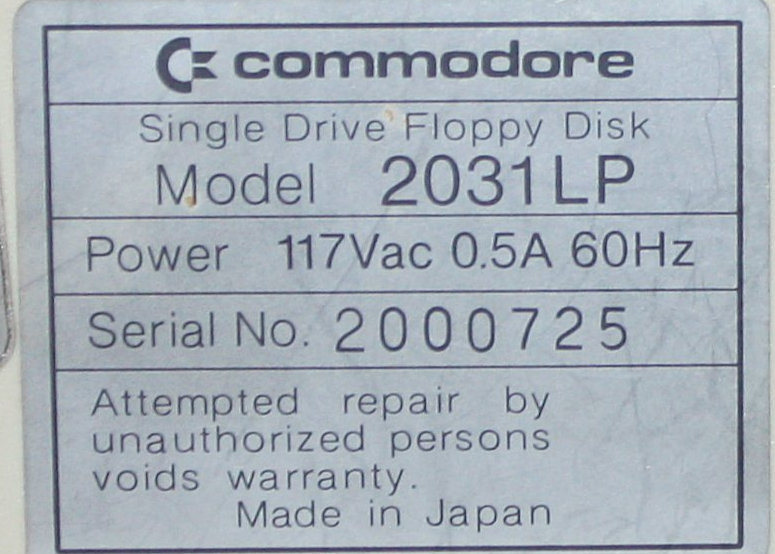 commodore
Single Drive Floppy Disk
Model 2031LP
Power 117Vac 0.5A 60Hz
Serial No. 2000725
Attempted repair by
unauthorized persons
voids warranty.
Made in Japan